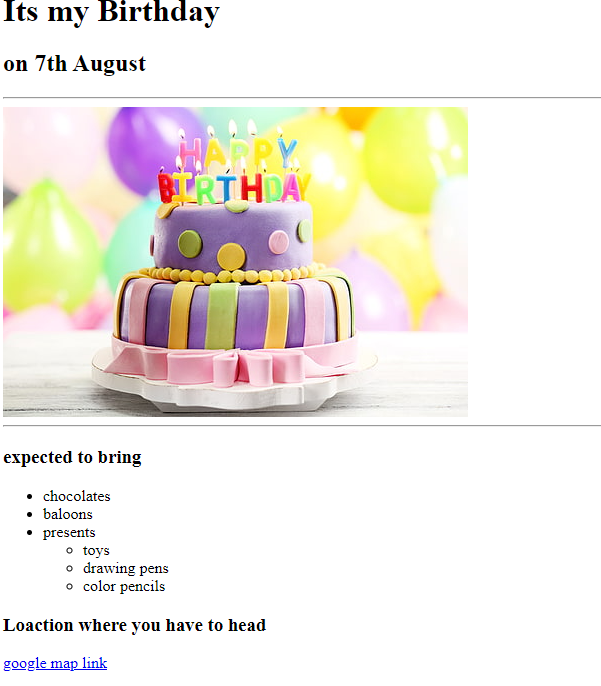 Its my Birthday
on 7th August
HAPPY
BIRTHDAY
expected to bring
chocolates
baloons
presents
toys
drawing pens
color pencils
Loaction where you have to head
google map link